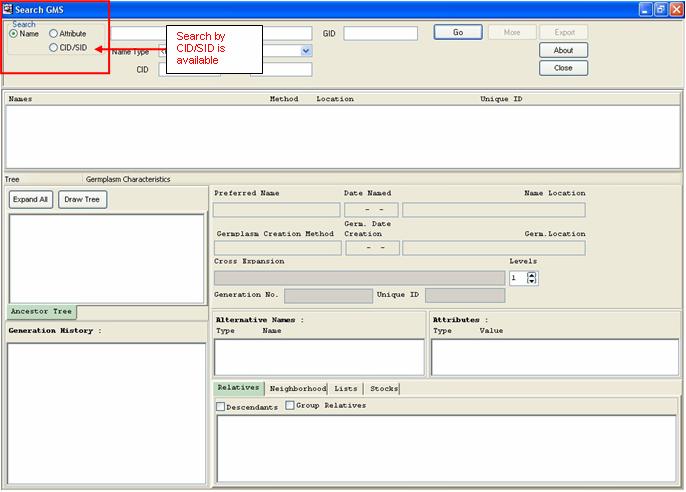 Search GMS
Search
Name Attribute
CID/SID
Search by
CID/SID is
available
GID
Go More Export
Name Type
About
CID
Close
Names Method Location Unique ID
Tree Germplasm Characteristics
Expand All Draw Tree
Ancestor Tree
Generation History :
Preferred Name Date Named Name Location
- -
Germplasm Creation Method Germ. Date Creation Germ.Location
- -
Cross Expansion Levels
1
Generation No. Unique ID
Alternative Names :
Type Name
Attributes :
Type Value
Relatives Neighborhood Lists Stocks
Descendants Group Relatives